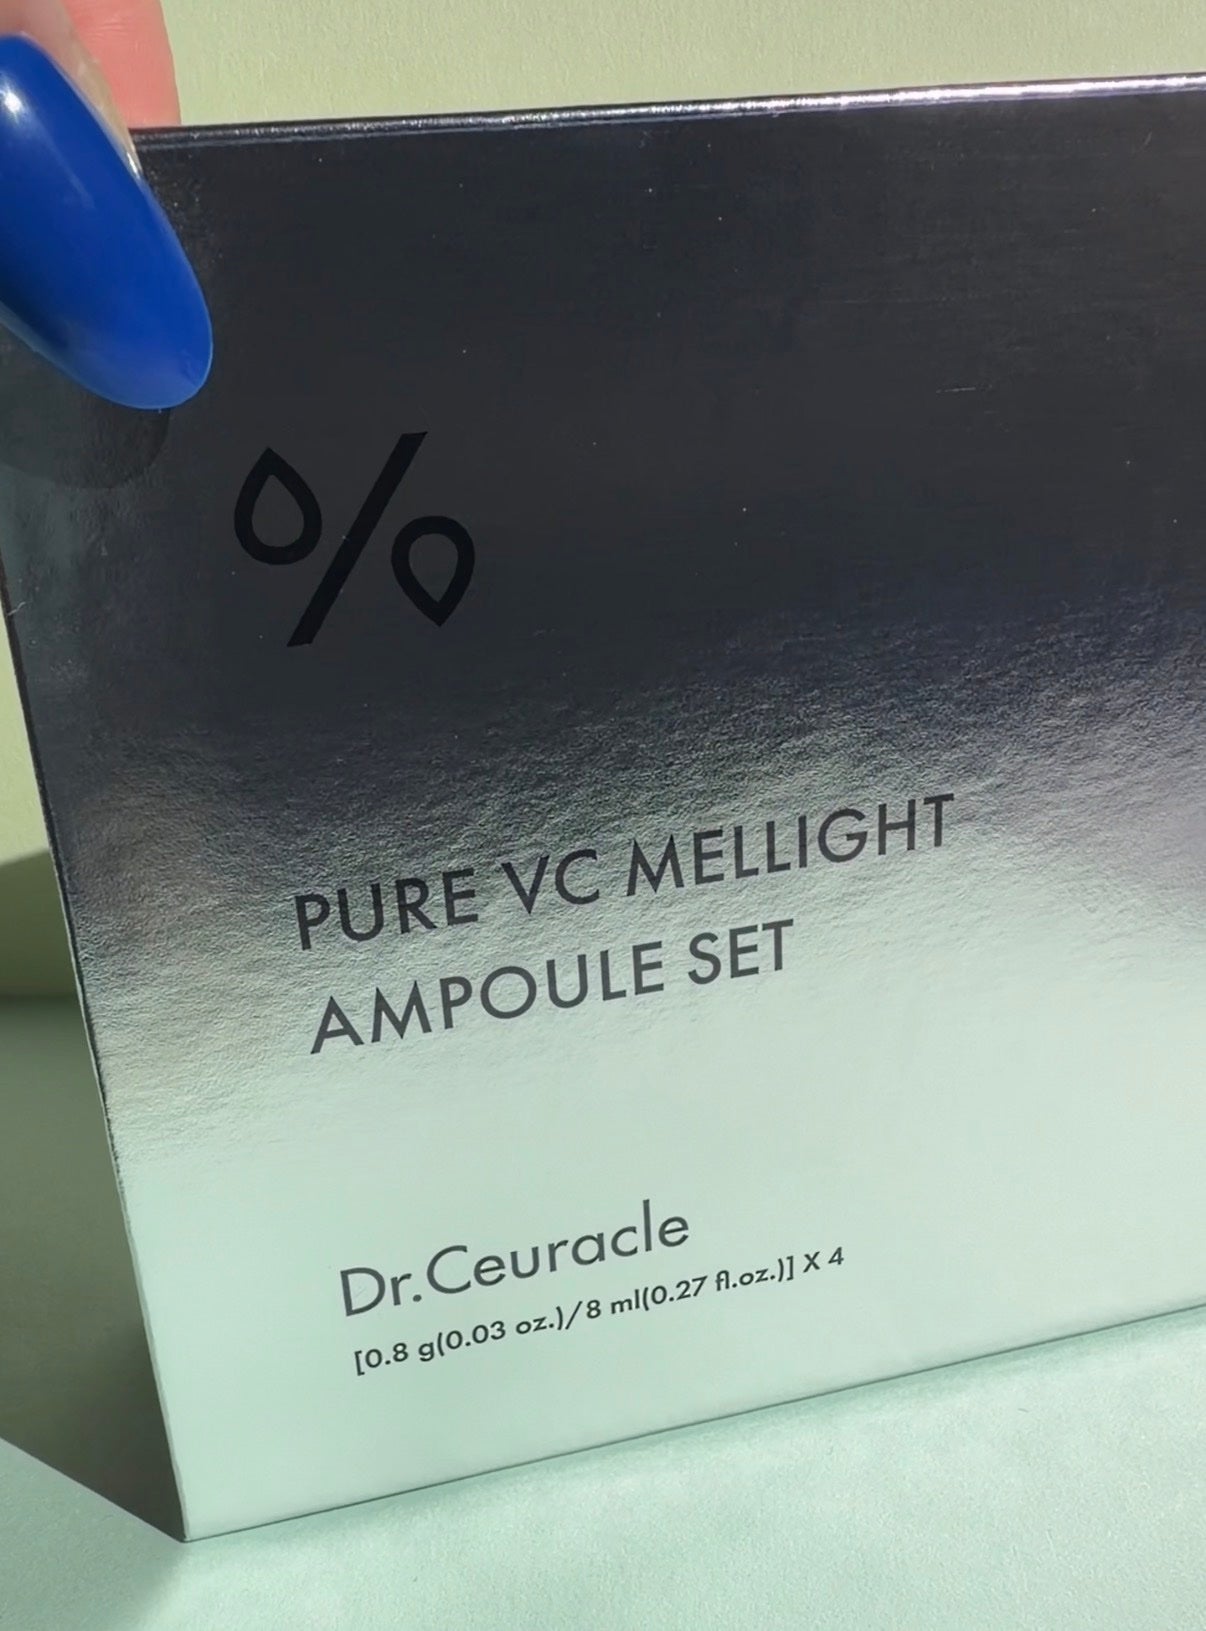 %
PURE VC MELLIGHT
AMPOULE SET
Dr.Ceuracle
[0.8 g(0.03 oz.)/8 ml(0.27 fl.oz.)] X 4